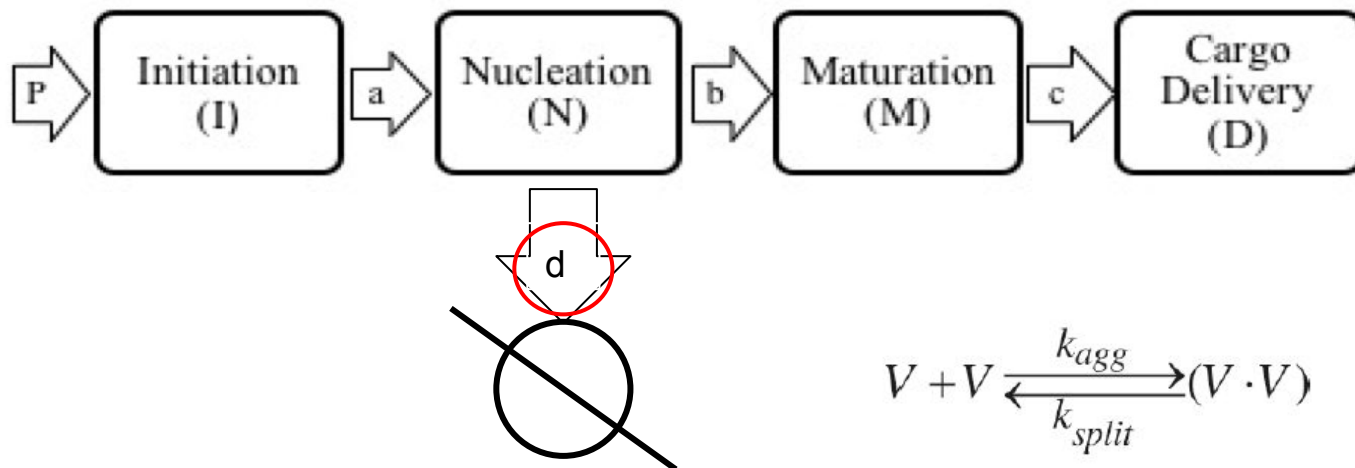 P
Initiation
(I)
a
Nucleation
(N)
b
Maturation
(M)
c
Cargo
Delivery
(D)
d
k_agg
V + V ⇄ (V · V)
k_split